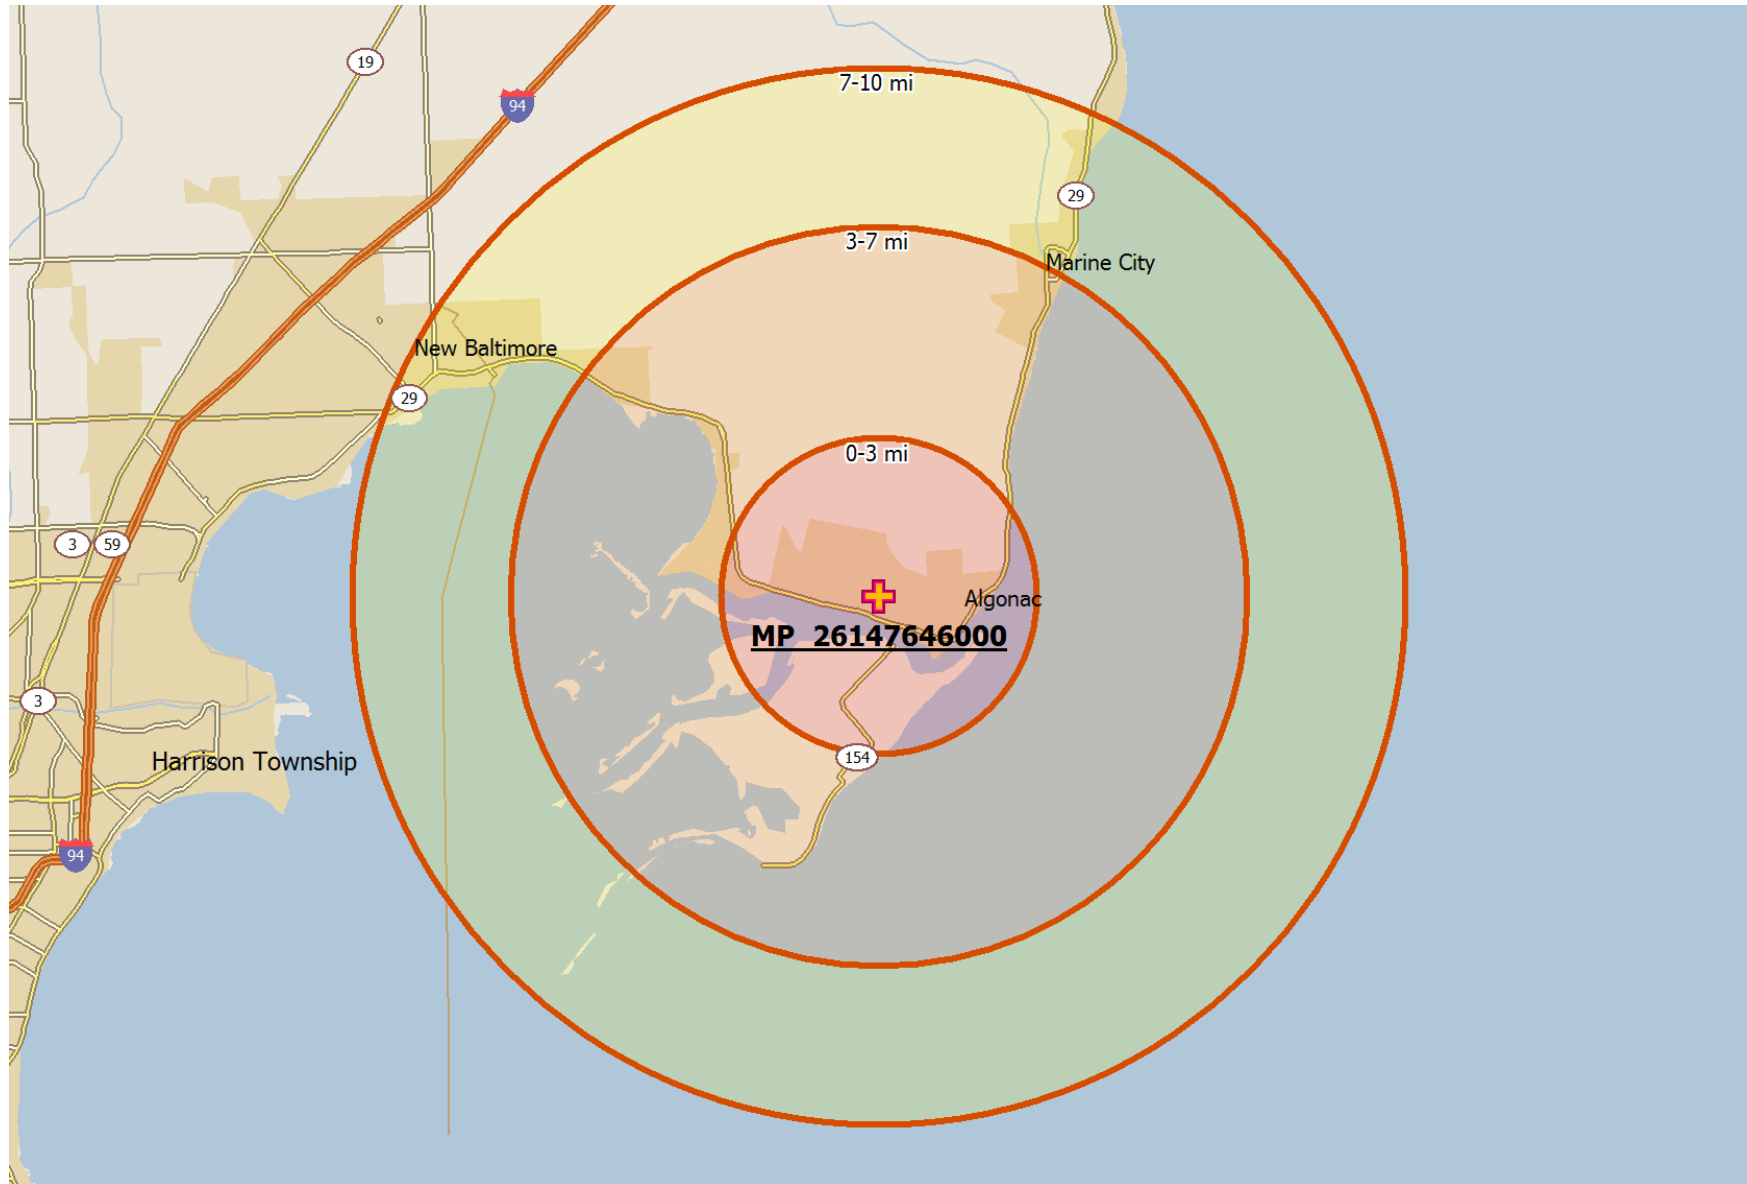 19
7-10 mi
94
29
3-7 mi
Marine City
New Baltimore
29
0-3 mi
3
59
Algonac
MP 26147646000
3
154
Harrison Township
94